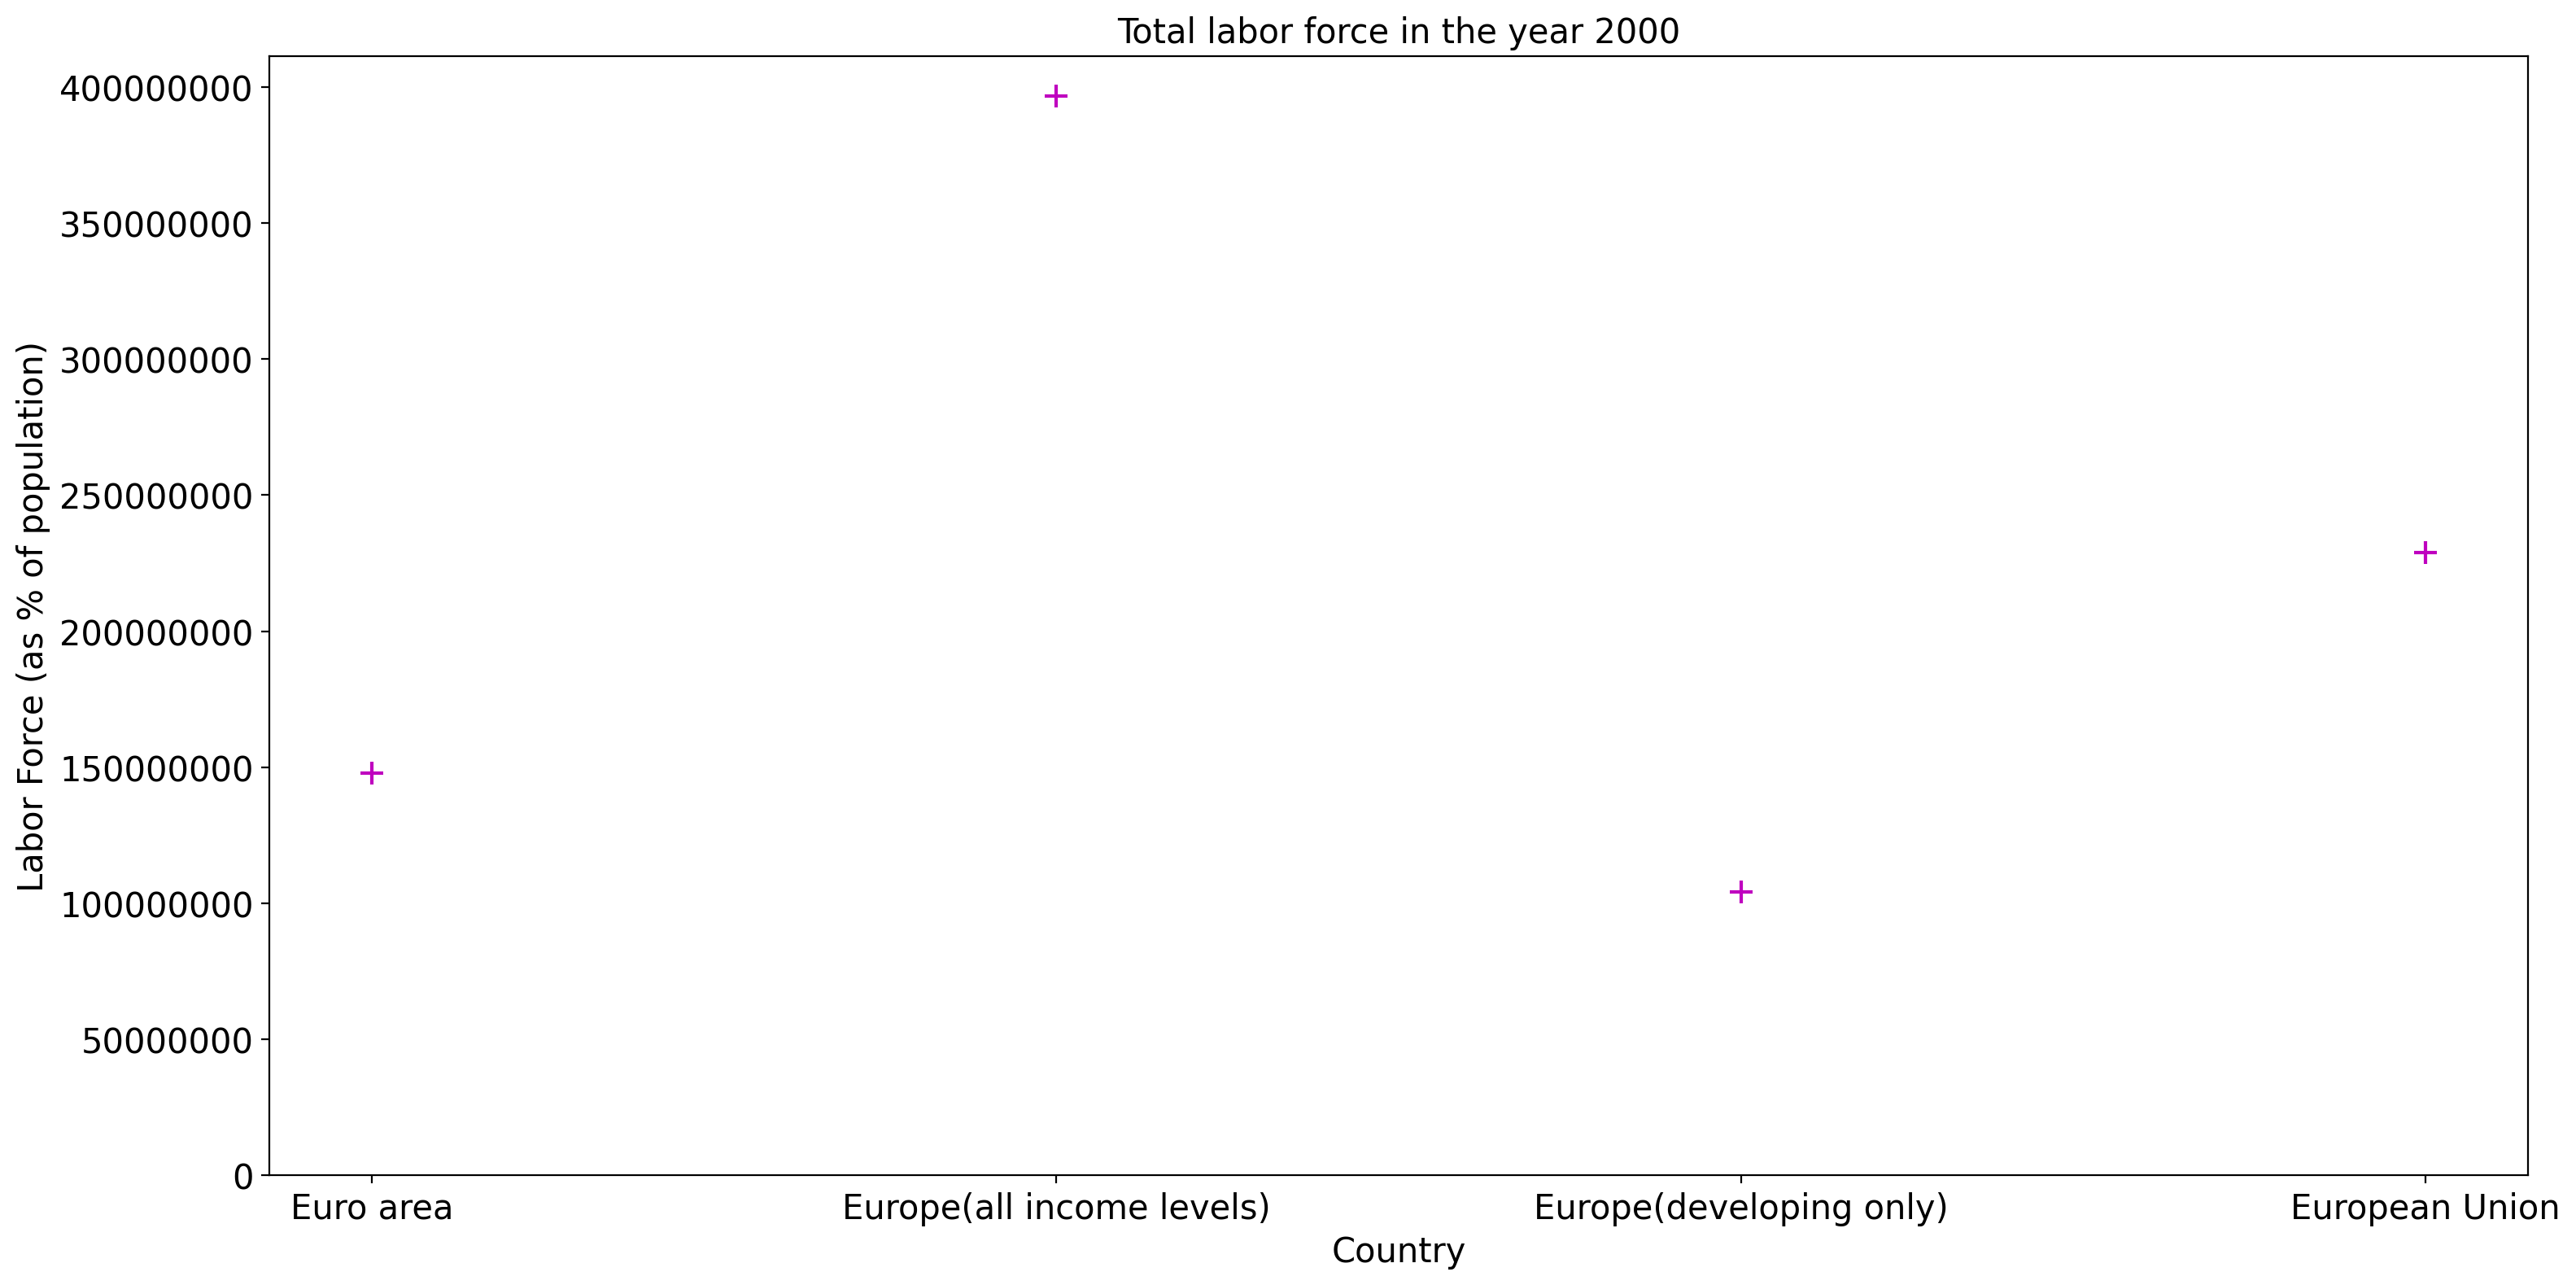 Total labor force in the year 2000
Labor Force (as % of population)
400000000
350000000
300000000
250000000
200000000
150000000
100000000
50000000
0
Euro area
Europe(all income levels)
Europe(developing only)
European Union
Country